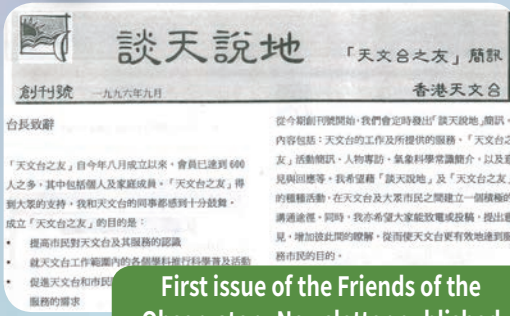 談天說地
「天文台之友」簡訊
創刊號 一九九六年九月
香港天文台
台長致辭
「天文台之友」自今年八月成立以來,會員已達到 600
人之多,其中包括個人及家庭成員。「天文台之友」得
到大眾的支持,我和天文台的同事都感到十分鼓舞。
成立「天文台之友」的目的是:
• 提高市民對天文台及其服務的認識
• 就天文台工作範圍內的各個學科推行科學普及活動
• 促進天文台和市民
服務的需求
從今期創刊號開始,我們會定時發出「談天說地」簡訊。
內容包括:天文台的工作及所提供的服務、「天文台之
友」活動簡訊、人物專訪、氣象科學常識簡介、以及意
見與回應等。我希望藉「談天說地」及「天文台之友」
的種種活動,在天文台及大眾市民之間建立一個積極的
溝通途徑。同時,我亦希望大家能致電或投稿,提出意
見,增加彼此間的瞭解,從而使天文台更有效地達到服
務市民的目的。
First issue of the Friends of the